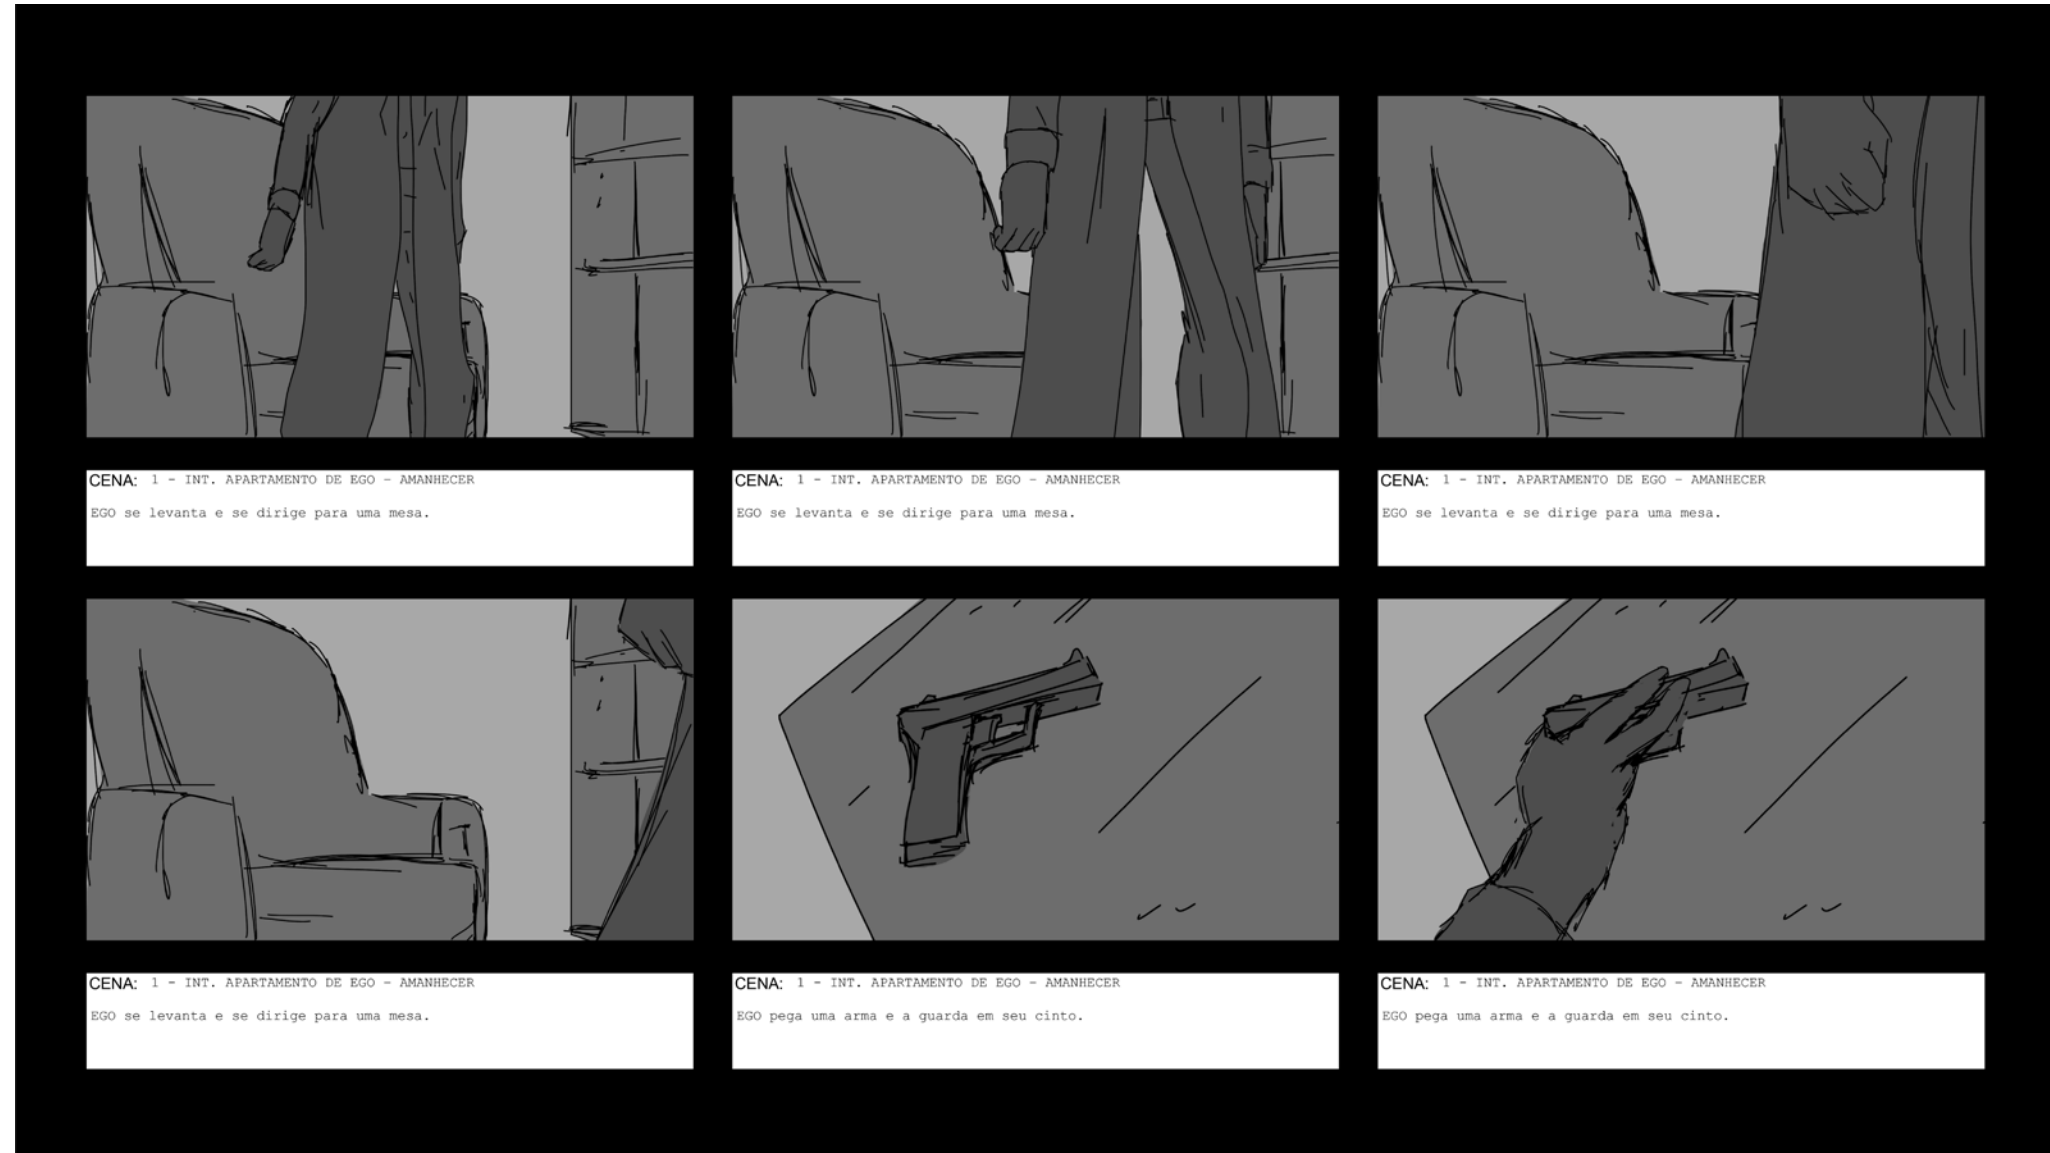 CENA: 1 - INT. APARTAMENTO DE EGO - AMANHECER
EGO se levanta e se dirige para uma mesa.
CENA: 1 - INT. APARTAMENTO DE EGO - AMANHECER
EGO se levanta e se dirige para uma mesa.
CENA: 1 - INT. APARTAMENTO DE EGO - AMANHECER
EGO se levanta e se dirige para uma mesa.
CENA: 1 - INT. APARTAMENTO DE EGO - AMANHECER
EGO se levanta e se dirige para uma mesa.
CENA: 1 - INT. APARTAMENTO DE EGO - AMANHECER
EGO pega uma arma e a guarda em seu cinto.
CENA: 1 - INT. APARTAMENTO DE EGO - AMANHECER
EGO pega uma arma e a guarda em seu cinto.